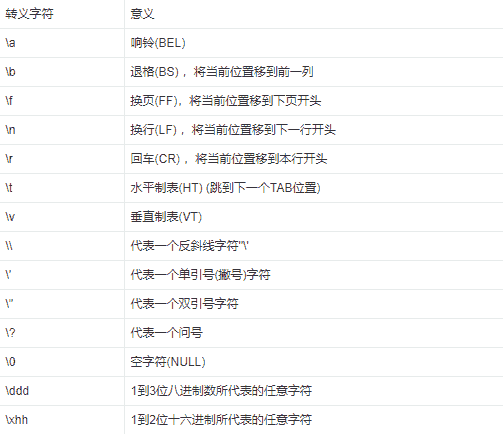 转义字符 意义
\a 响铃(BEL)
\b 退格(BS) ，将当前位置移到前一列
\f 换页(FF)，将当前位置移到下页开头
\n 换行(LF) ，将当前位置移到下一行开头
\r 回车(CR) ，将当前位置移到本行开头
\t 水平制表(HT) (跳到下一个TAB位置)
\v 垂直制表(VT)
\\ 代表一个反斜线字符''\'
\' 代表一个单引号(撇号)字符
\" 代表一个双引号字符
\? 代表一个问号
\0 空字符(NULL)
\ddd 1到3位八进制数所代表的任意字符
\xhh 1到2位十六进制所代表的任意字符